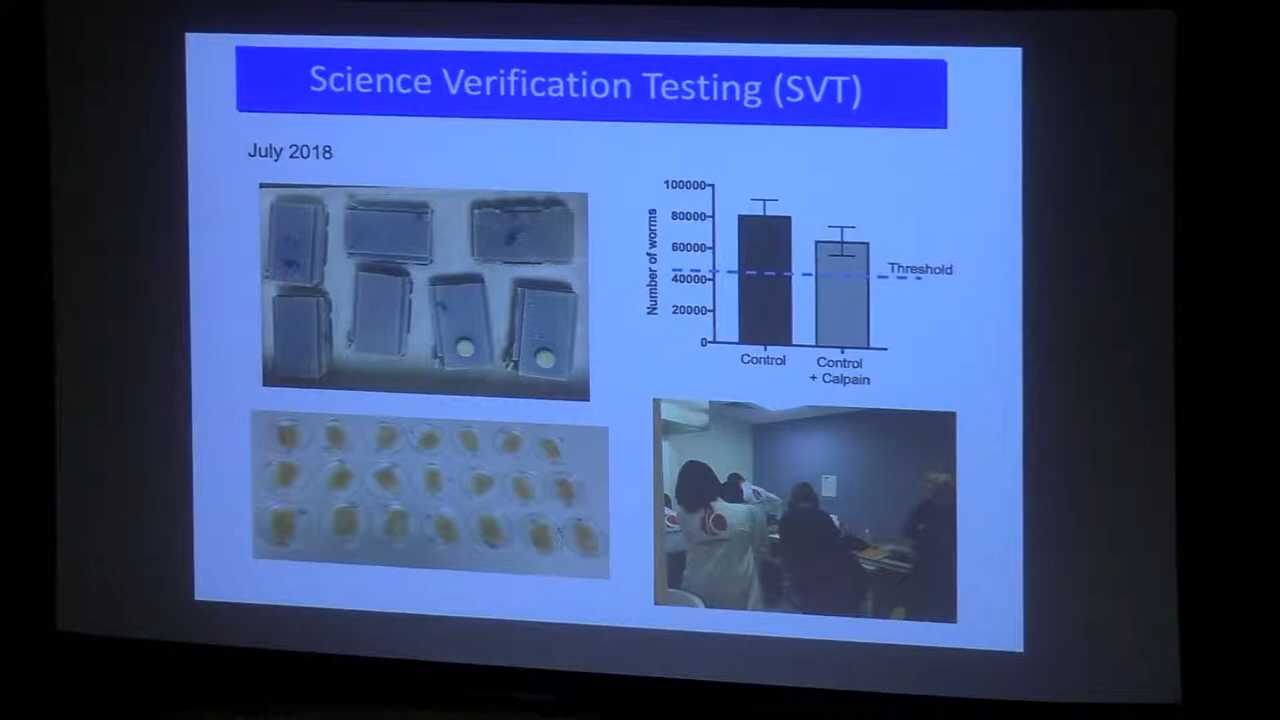 Science Verification Testing (SVT)
July 2018
100000
80000
60000
40000
20000
0
Number of worms
Threshold
Control
Control
+ Calpain